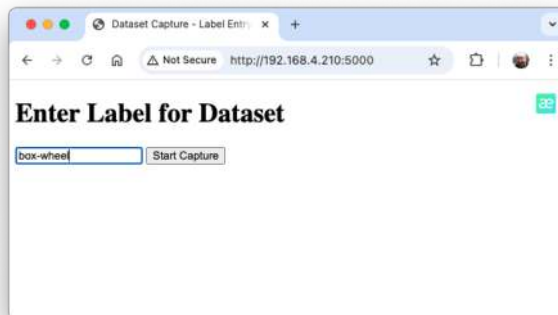 Dataset Capture - Label Entr
Not Secure http://192.168.4.210:5000
Enter Label for Dataset
box-wheel
Start Capture
æ